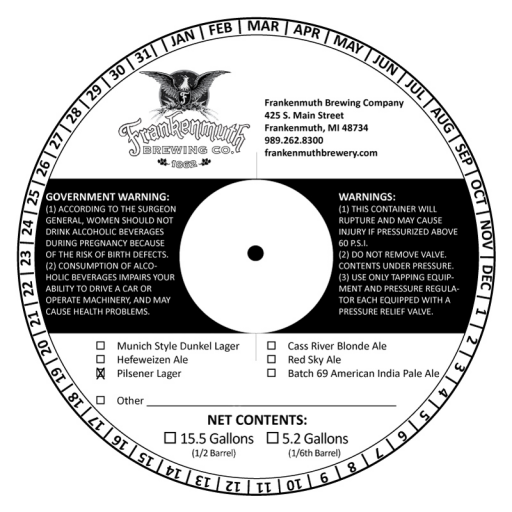 JAN | FEB | MAR | APR | MAY | JUN | JUL | AUG | SEP | OCT | NOV | DEC | 1 | 2 | 3 | 4 | 5 | 6 | 7 | 8 | 9 | 10 | 11 | 12 | 13 | 14 | 15 | 16 | 17 | 18 | 19 | 20 | 21 | 22 | 23 | 24 | 25 | 26 | 27 | 28 | 29 | 30 | 31 |
F
Frankenmuth
BREWING CO.
1862
Frankenmuth Brewing Company
425 S. Main Street
Frankenmuth, MI 48734
989.262.8300
frankenmuthbrewery.com
GOVERNMENT WARNING:
(1) ACCORDING TO THE SURGEON
GENERAL, WOMEN SHOULD NOT
DRINK ALCOHOLIC BEVERAGES
DURING PREGNANCY BECAUSE
OF THE RISK OF BIRTH DEFECTS.
(2) CONSUMPTION OF ALCO-
HOLIC BEVERAGES IMPAIRS YOUR
ABILITY TO DRIVE A CAR OR
OPERATE MACHINERY, AND MAY
CAUSE HEALTH PROBLEMS.
WARNINGS:
(1) THIS CONTAINER WILL
RUPTURE AND MAY CAUSE
INJURY IF PRESSURIZED ABOVE
60 P.S.I.
(2) DO NOT REMOVE VALVE.
CONTENTS UNDER PRESSURE.
(3) USE ONLY TAPPING EQUIP-
MENT AND PRESSURE REGULA-
TOR EACH EQUIPPED WITH A
PRESSURE RELIEF VALVE.
☐ Munich Style Dunkel Lager
☐ Hefeweizen Ale
☒ Pilsener Lager
☐ Cass River Blonde Ale
☐ Red Sky Ale
☐ Batch 69 American India Pale Ale
☐ Other
NET CONTENTS:
☐ 15.5 Gallons ☐ 5.2 Gallons
(1/2 Barrel) (1/6th Barrel)